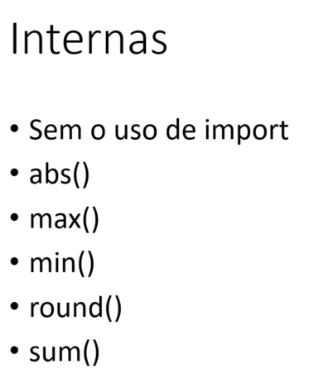 Internas
• Sem o uso de import
• abs()
• max()
• min()
• round()
• sum()